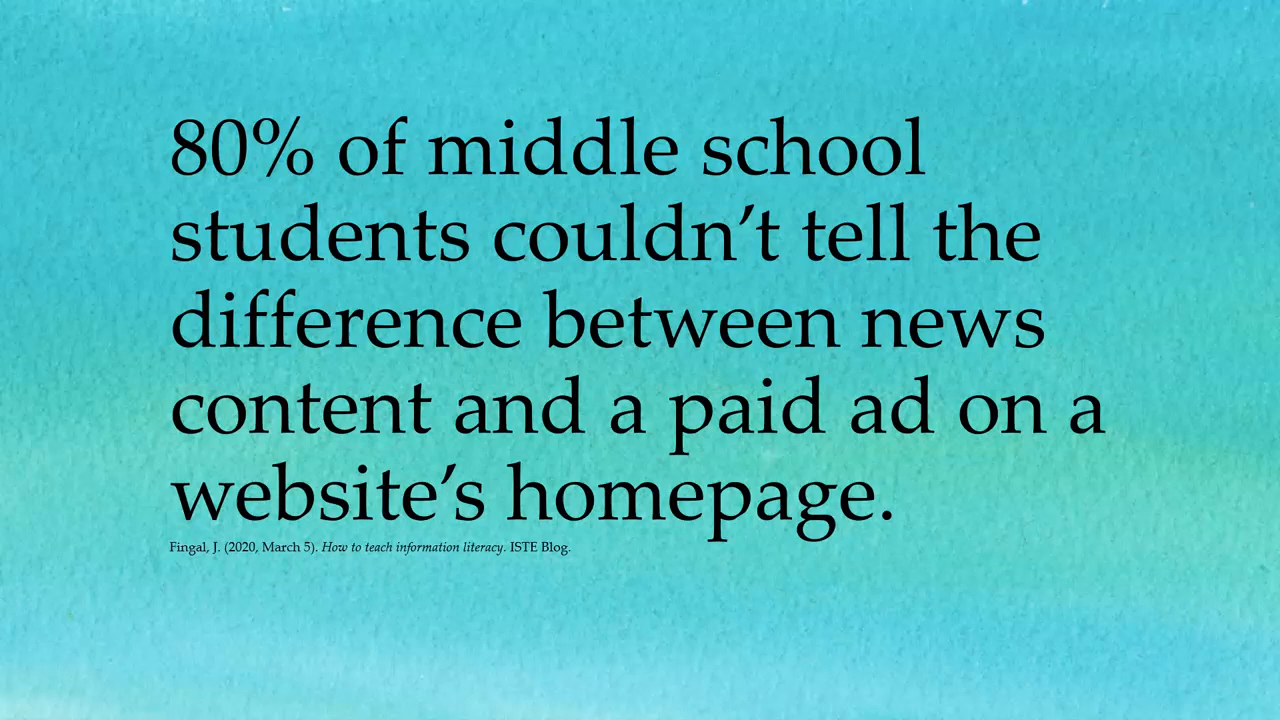 80% of middle school
students couldn’t tell the
difference between news
content and a paid ad on a
website’s homepage.
Fingal, J. (2020, March 5). How to teach information literacy. ISTE Blog.